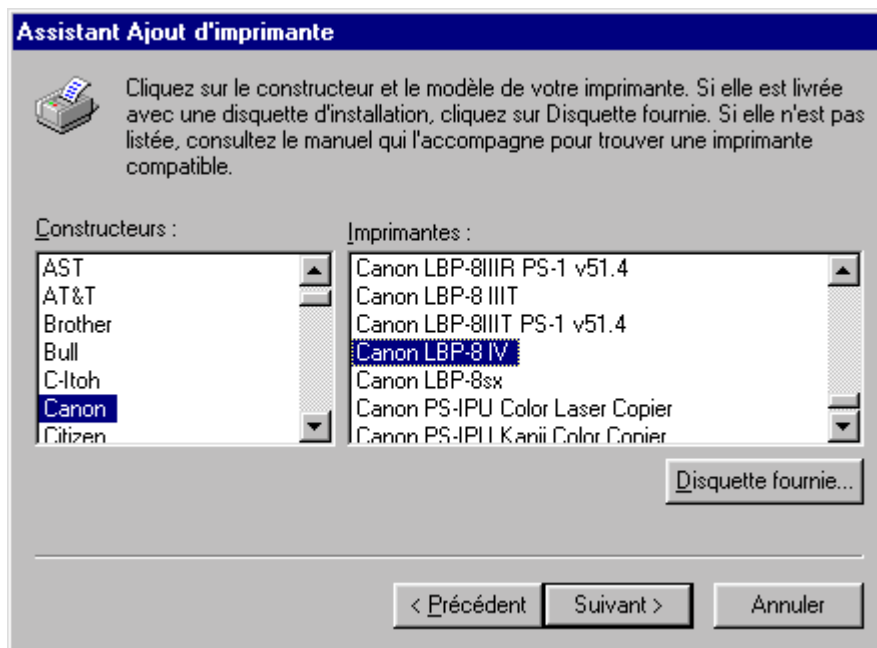 Assistant Ajout d'imprimante
Cliquez sur le constructeur et le modèle de votre imprimante. Si elle est livrée
avec une disquette d'installation, cliquez sur Disquette fournie. Si elle n'est pas
listée, consultez le manuel qui l'accompagne pour trouver une imprimante
compatible.
Constructeurs :
AST
AT&T
Brother
Bull
C-Itoh
Canon
Citizen
Imprimantes :
Canon LBP-8IIIR PS-1 v51.4
Canon LBP-8 IIIT
Canon LBP-8IIIT PS-1 v51.4
Canon LBP-8 IV
Canon LBP-8sx
Canon PS-IPU Color Laser Copier
Canon PS-IPU Kanji Color Copier
Disquette fournie...
< Précédent
Suivant >
Annuler